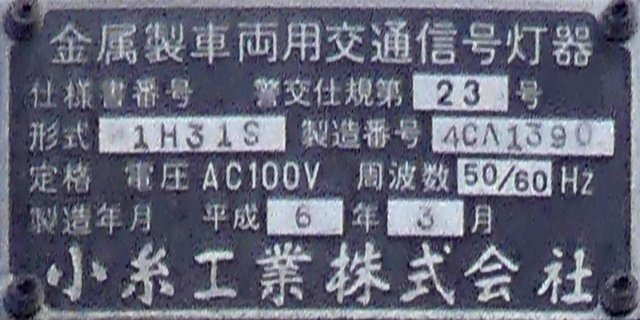 金属製車両用交通信号灯器
仕様書番号 警交仕規第 23 号
形式 1H31S 製造番号 4CA1390
定格 電圧 AC100V 周波数 50/60 Hz
製造年月 平成 6 年 3 月
小糸工業株式会社